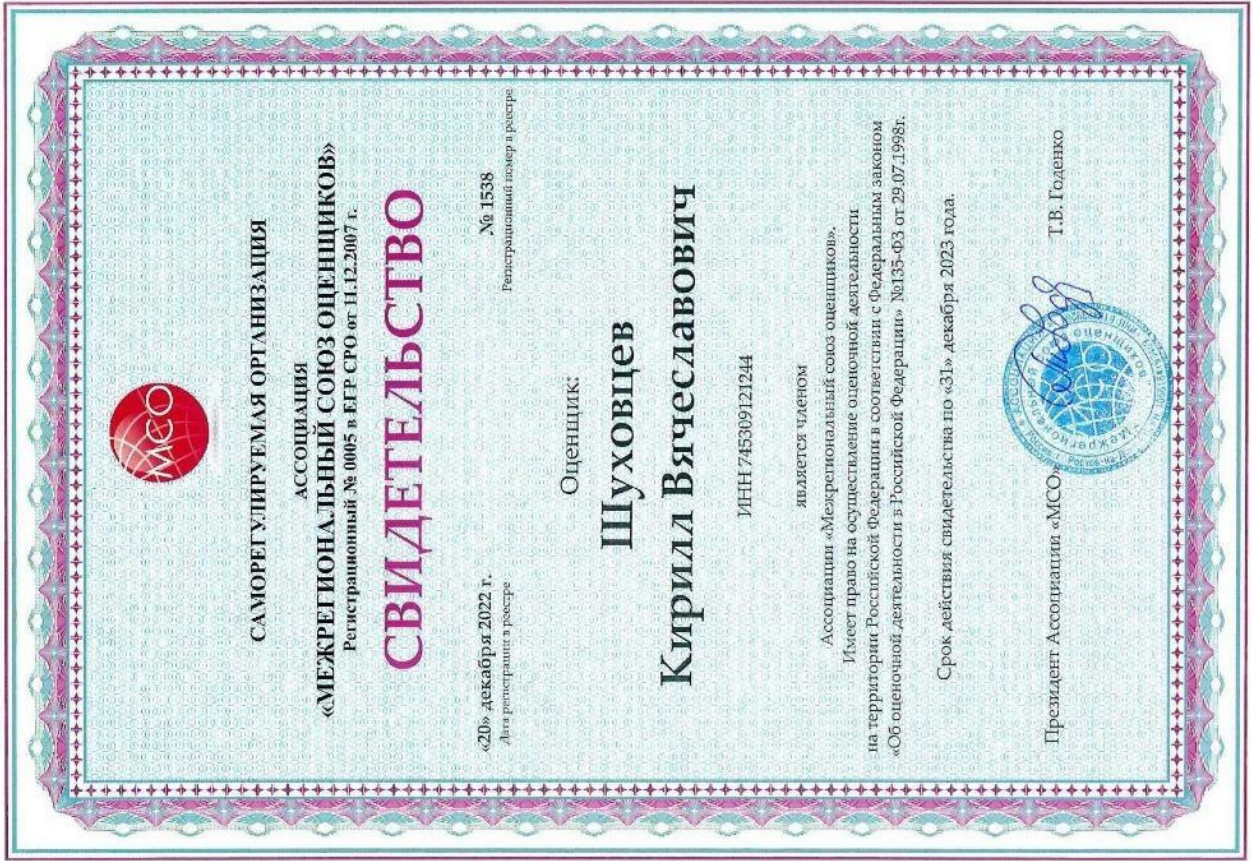 МСО
САМОРЕГУЛИРУЕМАЯ ОРГАНИЗАЦИЯ
АССОЦИАЦИЯ
«МЕЖРЕГИОНАЛЬНЫЙ СОЮЗ ОЦЕНЩИКОВ»
Регистрационный № 0005 в ЕГР СРО от 11.12.2007 г.
СВИДЕТЕЛЬСТВО
«20» декабря 2022 г. № 1538
Дата регистрации в реестре Регистрационный номер в реестре
Оценщик:
Шуховцев
Кирилл Вячеславович
ИНН 745309121244
является членом
Ассоциации «Межрегиональный союз оценщиков».
Имеет право на осуществление оценочной деятельности
на территории Российской Федерации в соответствии с Федеральным законом
«Об оценочной деятельности в Российской Федерации» №135-ФЗ от 29.07.1998г.
Срок действия свидетельства по «31» декабря 2023 года.
Президент Ассоциации «МСО» Т.В. Годенко